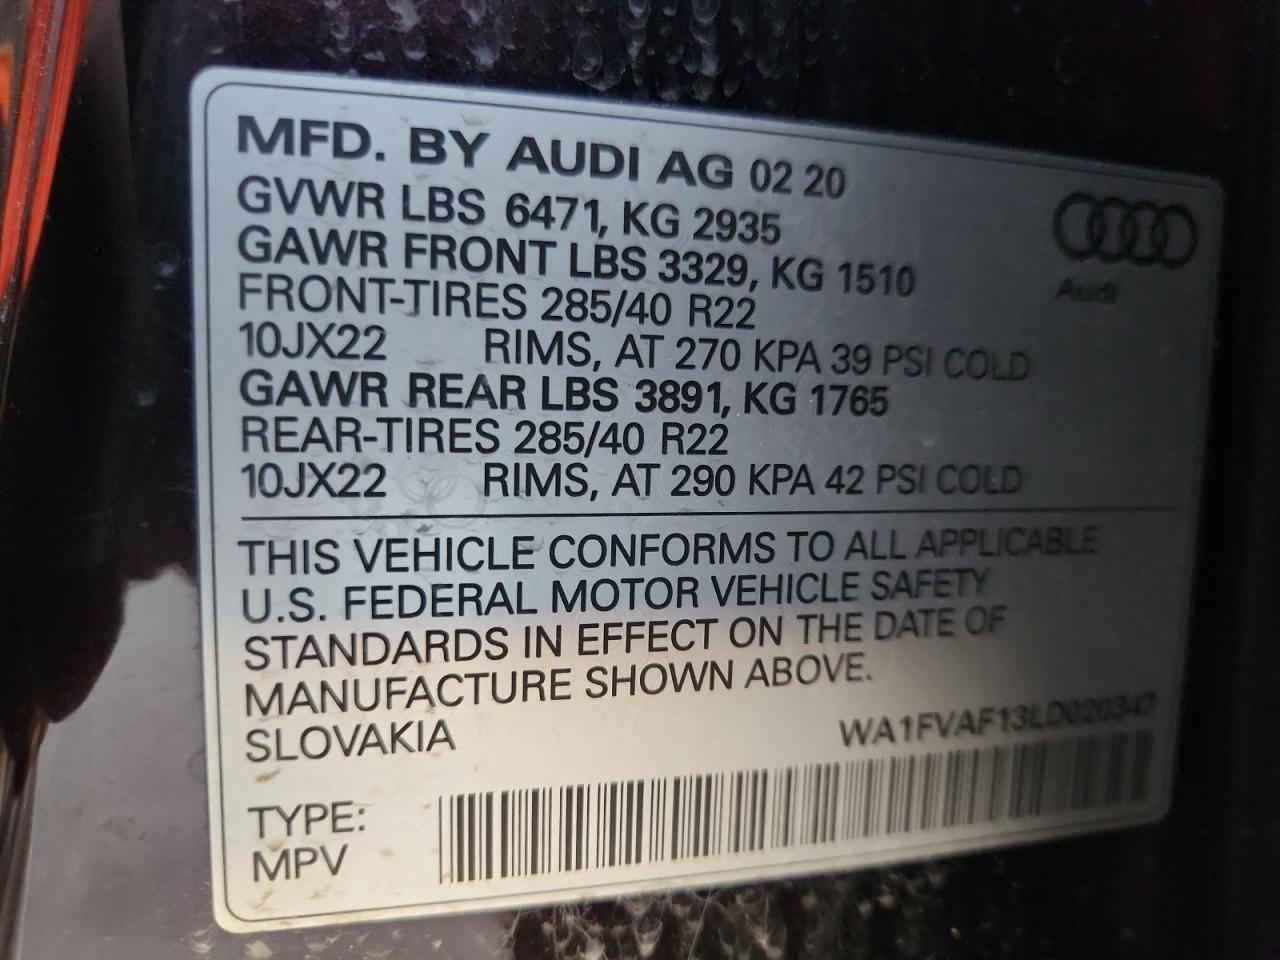 MFD. BY AUDI AG 02 20
GVWR LBS 6471, KG 2935
GAWR FRONT LBS 3329, KG 1510
FRONT-TIRES 285/40 R22
10JX22 RIMS, AT 270 KPA 39 PSI COLD
GAWR REAR LBS 3891, KG 1765
REAR-TIRES 285/40 R22
10JX22 RIMS, AT 290 KPA 42 PSI COLD
Audi
THIS VEHICLE CONFORMS TO ALL APPLICABLE
U.S. FEDERAL MOTOR VEHICLE SAFETY
STANDARDS IN EFFECT ON THE DATE OF
MANUFACTURE SHOWN ABOVE.
SLOVAKIA WA1FVAF13LD020347
TYPE:
MPV